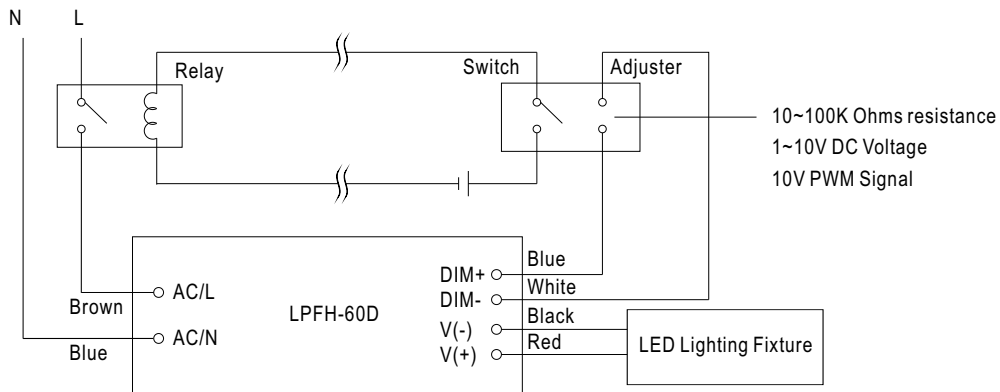 N L
Relay
Switch Adjuster
10~100K Ohms resistance
1~10V DC Voltage
10V PWM Signal
Brown
Blue
AC/L
AC/N
LPFH-60D
DIM+
DIM-
V(-)
V(+)
Blue
White
Black
Red
LED Lighting Fixture